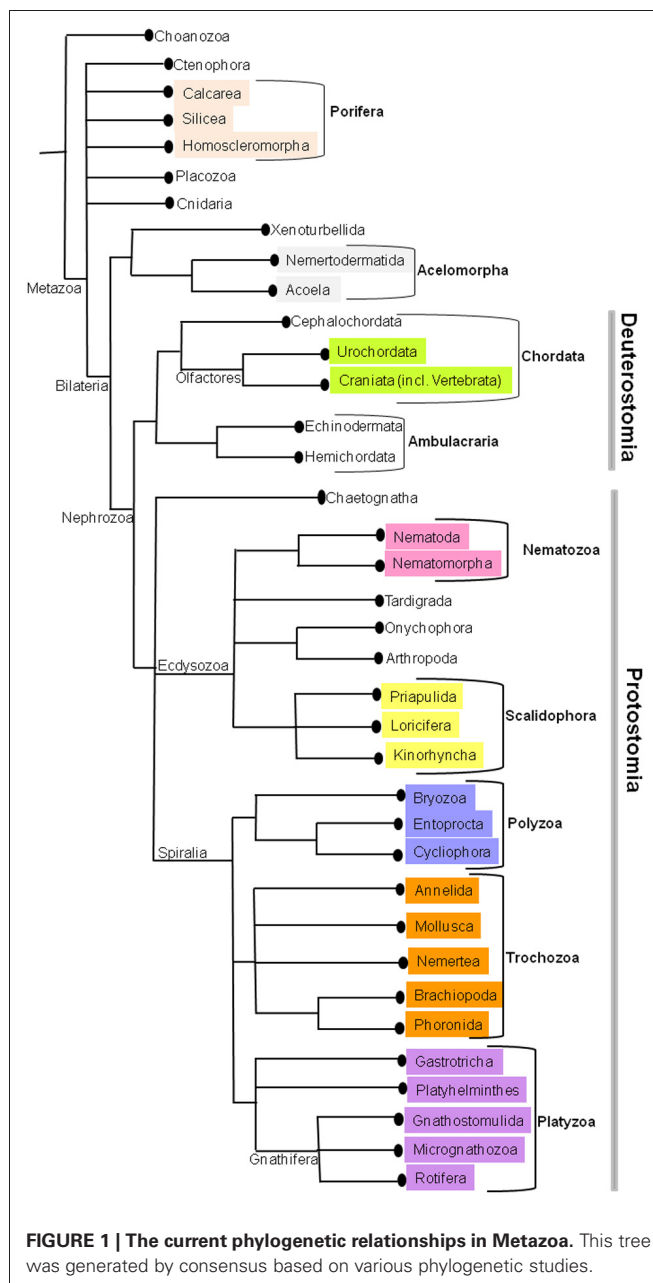 Choanozoa
Ctenophora
Calcarea
Porifera
Silicea
Homoscleromorpha
Placozoa
Cnidaria
Xenoturbellida
Nemertodermatida
Acelomorpha
Metazoa
Acoela
Cephalochordata
Urochordata
Chordata
Olfactores
Craniata (incl. Vertebrata)
Bilateria
Deuterostomia
Echinodermata
Ambulacraria
Hemichordata
Chaetognatha
Nephrozoa
Nematoda
Nematozoa
Nematomorpha
Tardigrada
Onychophora
Arthropoda
Ecdysozoa
Priapulida
Scalidophora
Loricifera
Kinorhyncha
Protostomia
Bryozoa
Polyzoa
Entoprocta
Spiralia
Cycliophora
Annelida
Mollusca
Nemertea
Trochozoa
Brachiopoda
Phoronida
Gastrotricha
Platyhelminthes
Gnathostomulida
Platyzoa
Micrognathozoa
Gnathifera
Rotifera
FIGURE 1 | The current phylogenetic relationships in Metazoa. This tree
was generated by consensus based on various phylogenetic studies.